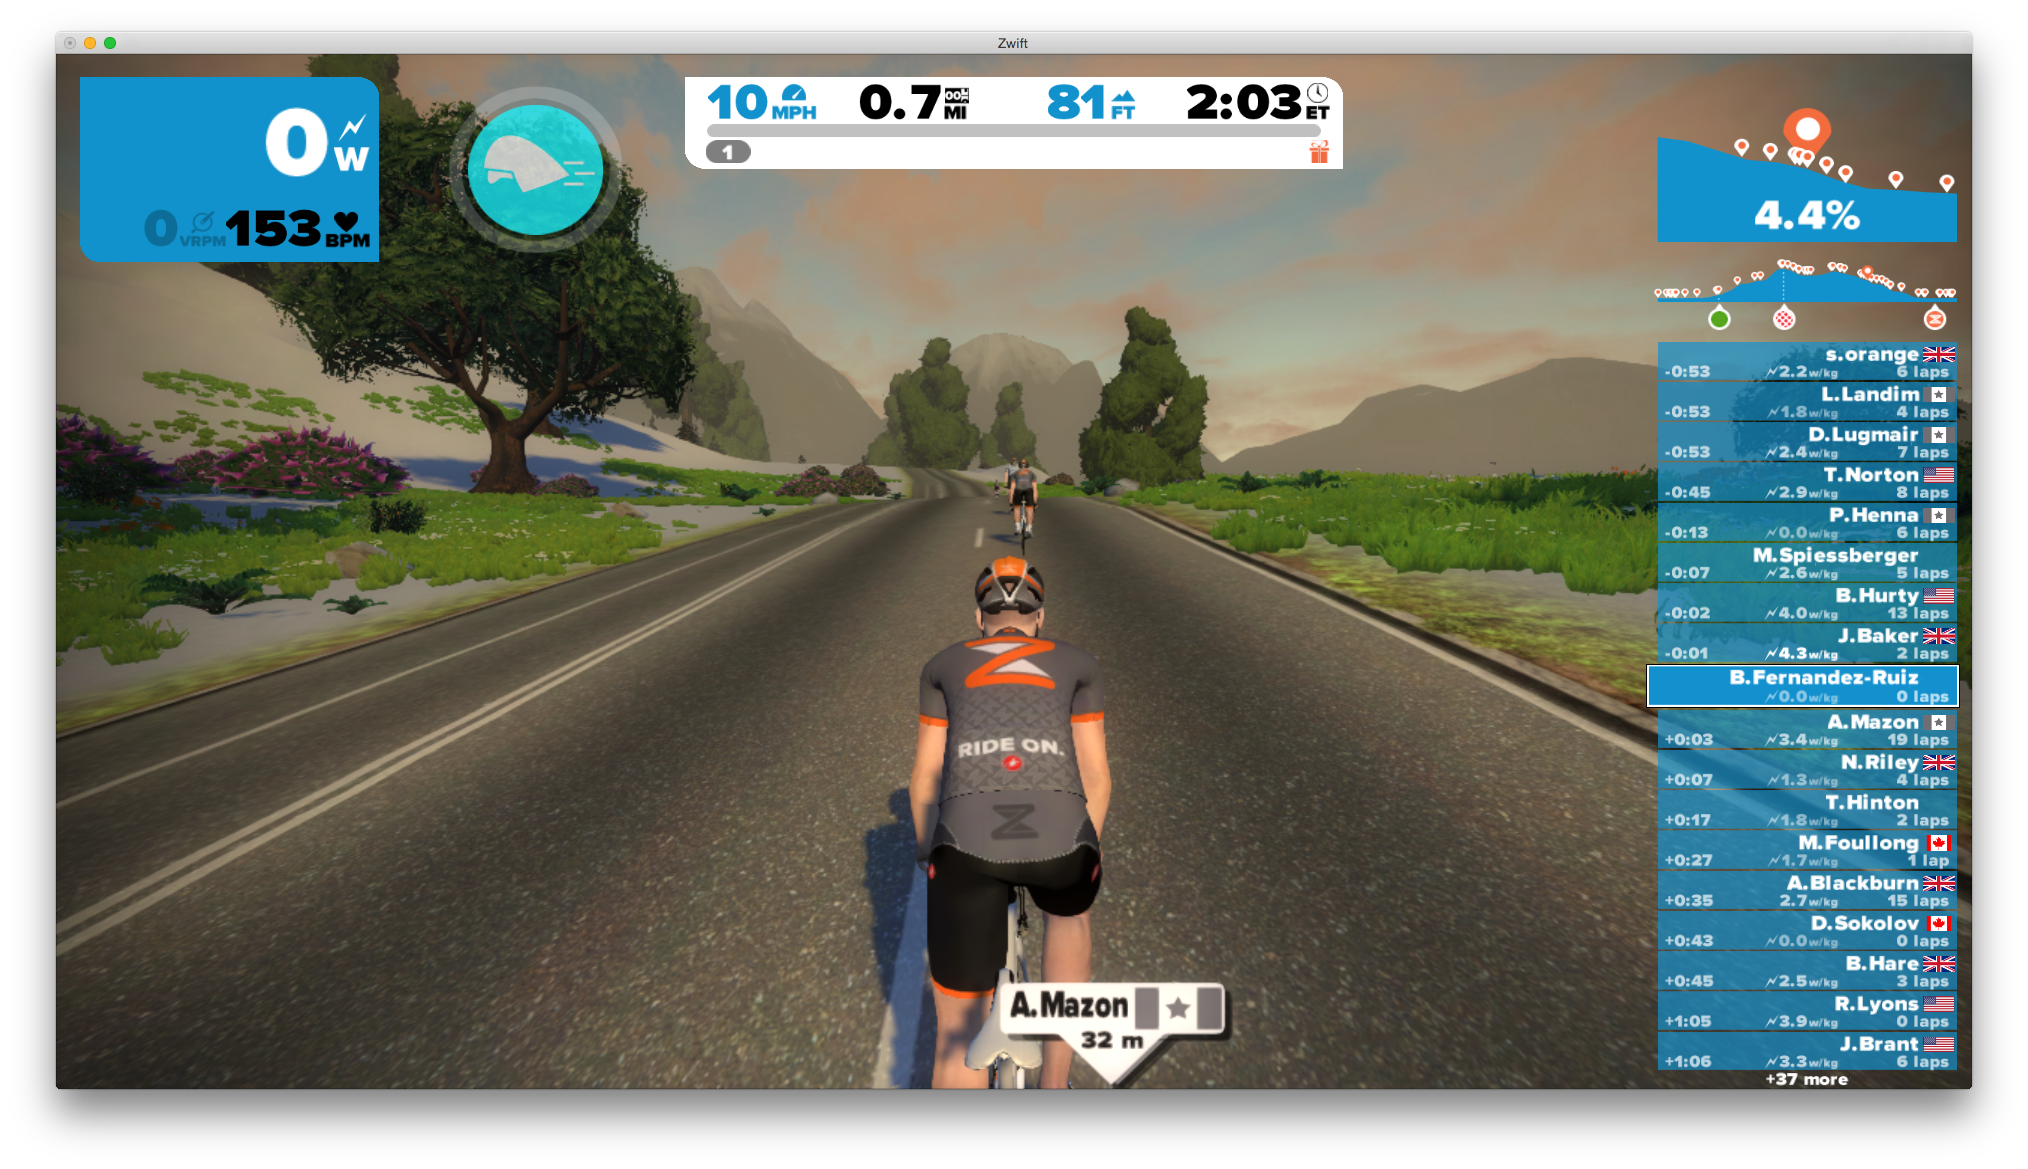 Zwift
0 W
0 VRPM 153 BPM
10 MPH 0.7 MI 81 FT 2:03 ET
1
4.4%
s.orange
-0:53 2.2w/kg 6 laps
L.Landim
-0:53 1.8w/kg 4 laps
D.Lugmair
-0:53 2.4w/kg 7 laps
T.Norton
-0:45 2.9w/kg 8 laps
P.Henna
-0:13 0.0w/kg 6 laps
M.Spiessberger
-0:07 2.6w/kg 5 laps
B.Hurty
-0:02 4.0w/kg 13 laps
J.Baker
-0:01 4.3w/kg 2 laps
B.Fernandez-Ruiz
0.0w/kg 0 laps
A.Mazon
+0:03 3.4w/kg 19 laps
N.Riley
+0:07 1.3w/kg 4 laps
T.Hinton
+0:17 1.8w/kg 2 laps
M.Foullong
+0:27 1.7w/kg 1 lap
A.Blackburn
+0:35 2.7w/kg 15 laps
D.Sokolov
+0:43 0.0w/kg 0 laps
B.Hare
+0:45 2.5w/kg 3 laps
R.Lyons
+1:05 3.9w/kg 0 laps
J.Brant
+1:06 3.3w/kg 6 laps
+37 more
RIDE ON.
A.Mazon
32 m